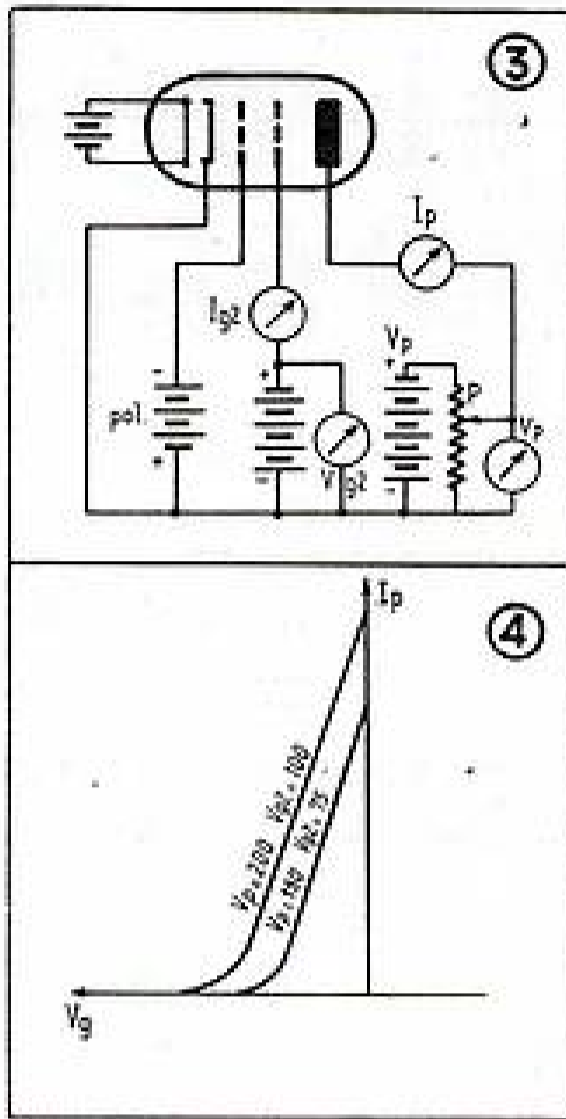 3
Ip
Ig2
Vp
+
P
-
pol.
+
+
-
Vg2
-
Vp
Ip
4
Vp = 200 Vg2 = 100
Vp = 150 Vg2 = 75
Vg